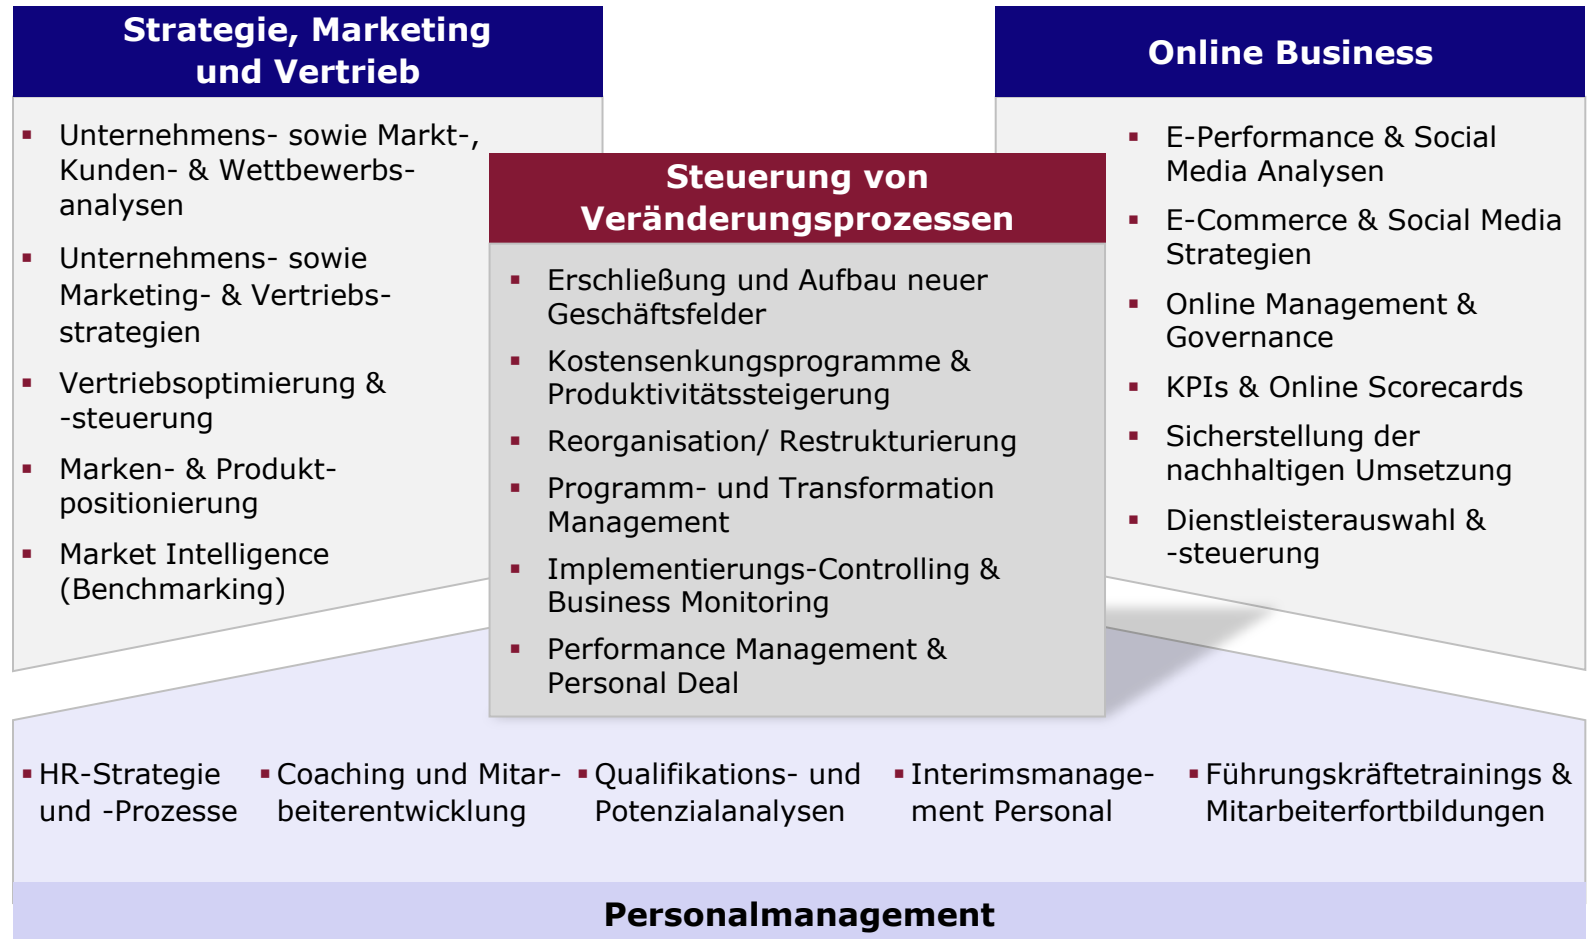 Strategie, Marketing
und Vertrieb
▪ Unternehmens- sowie Markt-,
Kunden- & Wettbewerbs-
analysen
▪ Unternehmens- sowie
Marketing- & Vertriebs-
strategien
▪ Vertriebsoptimierung &
-steuerung
▪ Marken- & Produkt-
positionierung
▪ Market Intelligence
(Benchmarking)
Steuerung von
Veränderungsprozessen
▪ Erschließung und Aufbau neuer
Geschäftsfelder
▪ Kostensenkungsprogramme &
Produktivitätssteigerung
▪ Reorganisation/ Restrukturierung
▪ Programm- und Transformation
Management
▪ Implementierungs-Controlling &
Business Monitoring
▪ Performance Management &
Personal Deal
Online Business
▪ E-Performance & Social
Media Analysen
▪ E-Commerce & Social Media
Strategien
▪ Online Management &
Governance
▪ KPIs & Online Scorecards
▪ Sicherstellung der
nachhaltigen Umsetzung
▪ Dienstleisterauswahl &
-steuerung
▪ HR-Strategie
und -Prozesse
▪ Coaching und Mitar-
beiterentwicklung
▪ Qualifikations- und
Potenzialanalysen
▪ Interimsmanage-
ment Personal
▪ Führungskräftetrainings &
Mitarbeiterfortbildungen
Personalmanagement